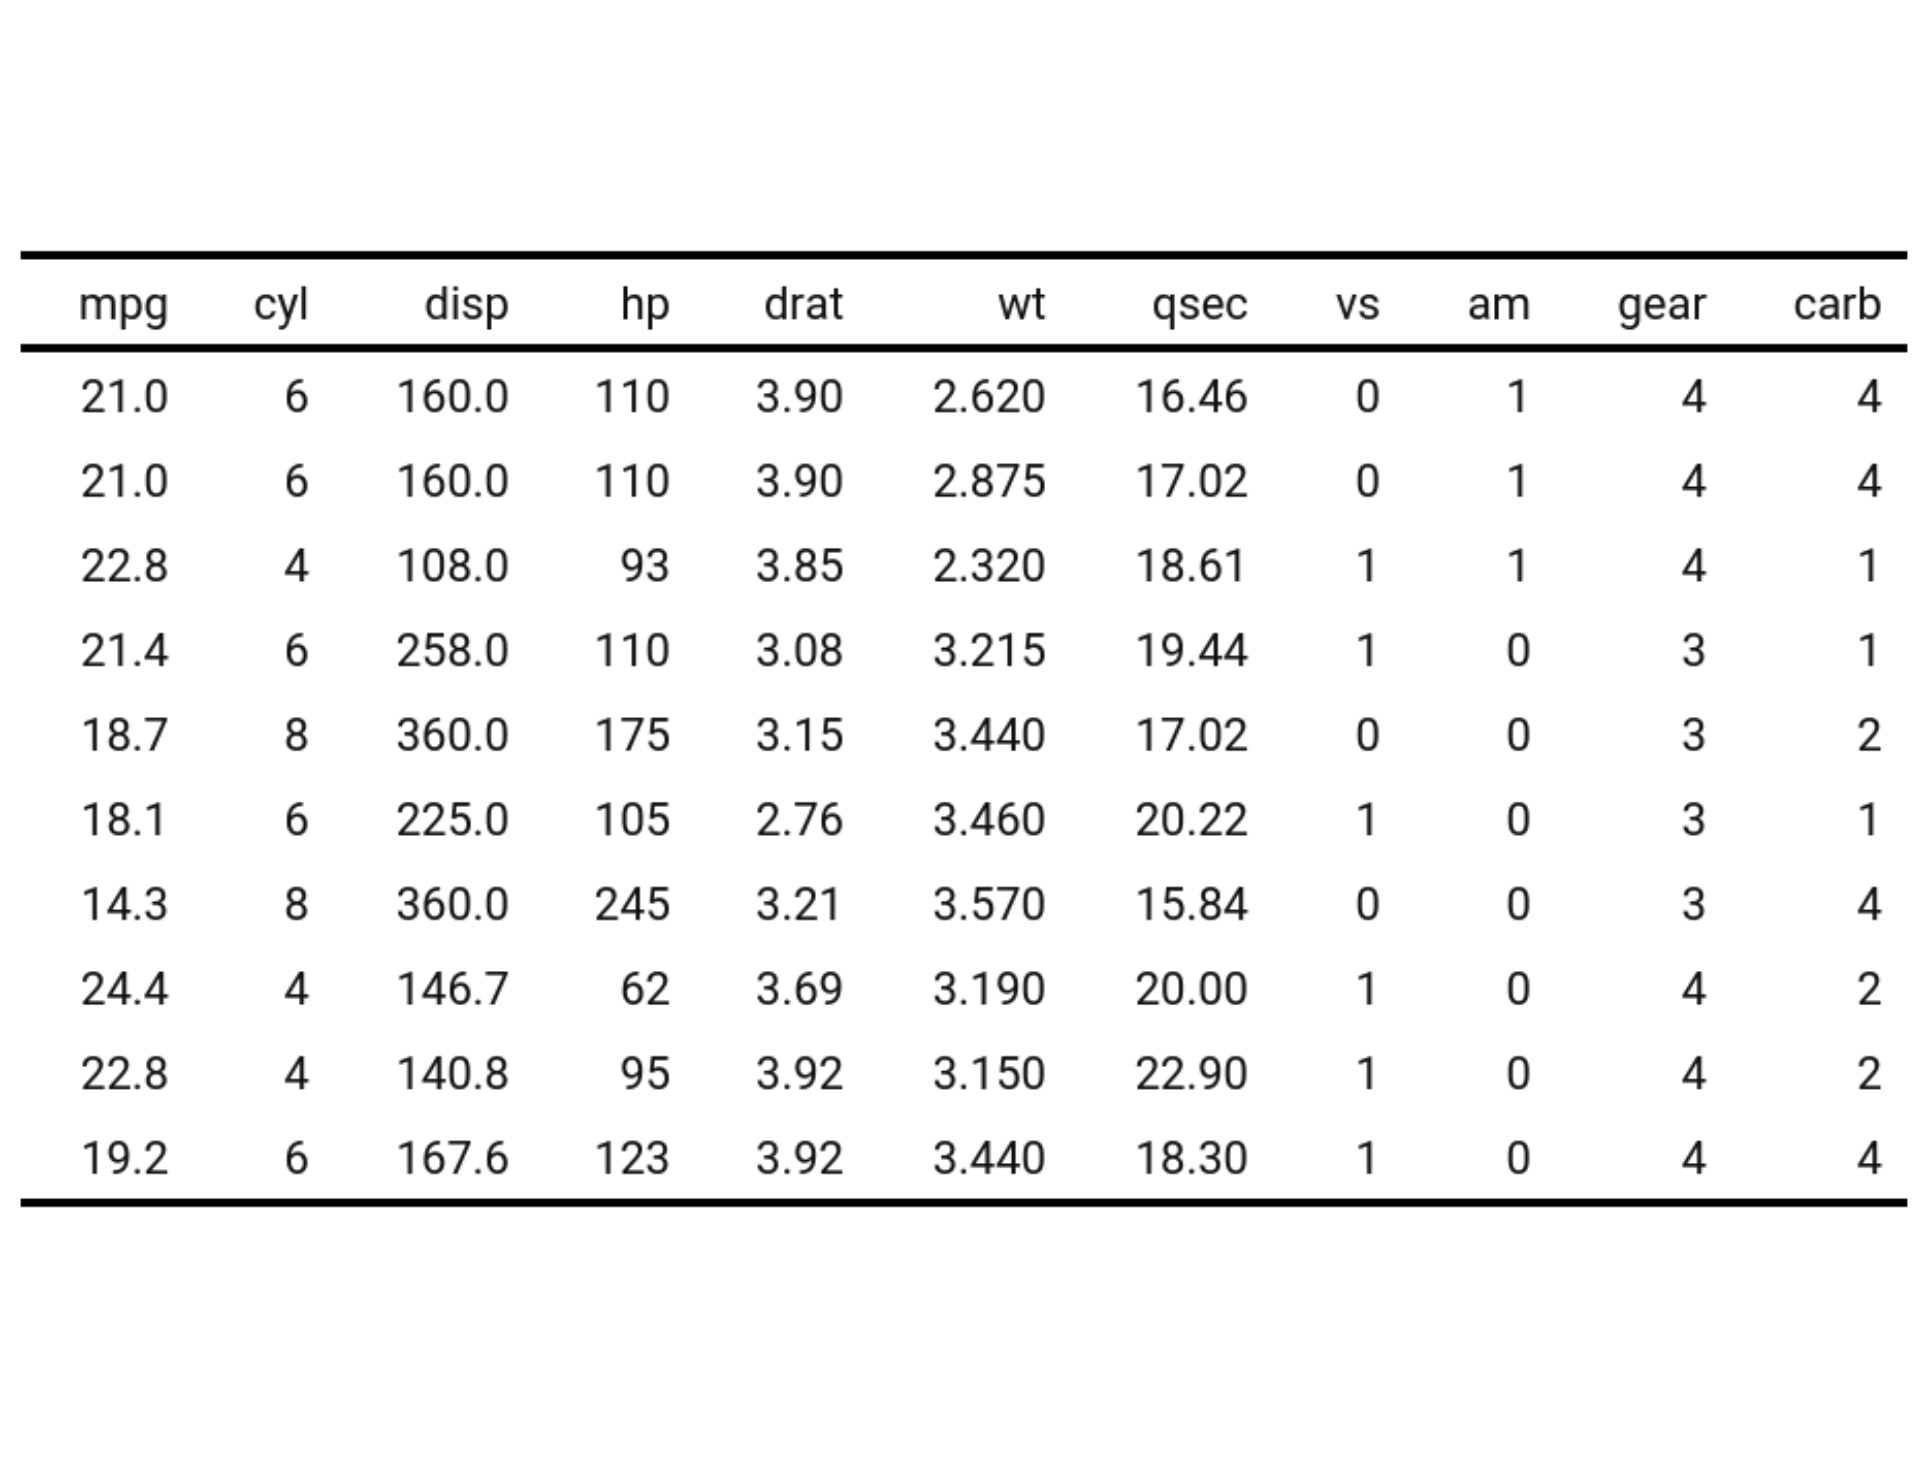 mpg cyl disp hp drat wt qsec vs am gear carb
21.0 6 160.0 110 3.90 2.620 16.46 0 1 4 4
21.0 6 160.0 110 3.90 2.875 17.02 0 1 4 4
22.8 4 108.0 93 3.85 2.320 18.61 1 1 4 1
21.4 6 258.0 110 3.08 3.215 19.44 1 0 3 1
18.7 8 360.0 175 3.15 3.440 17.02 0 0 3 2
18.1 6 225.0 105 2.76 3.460 20.22 1 0 3 1
14.3 8 360.0 245 3.21 3.570 15.84 0 0 3 4
24.4 4 146.7 62 3.69 3.190 20.00 1 0 4 2
22.8 4 140.8 95 3.92 3.150 22.90 1 0 4 2
19.2 6 167.6 123 3.92 3.440 18.30 1 0 4 4